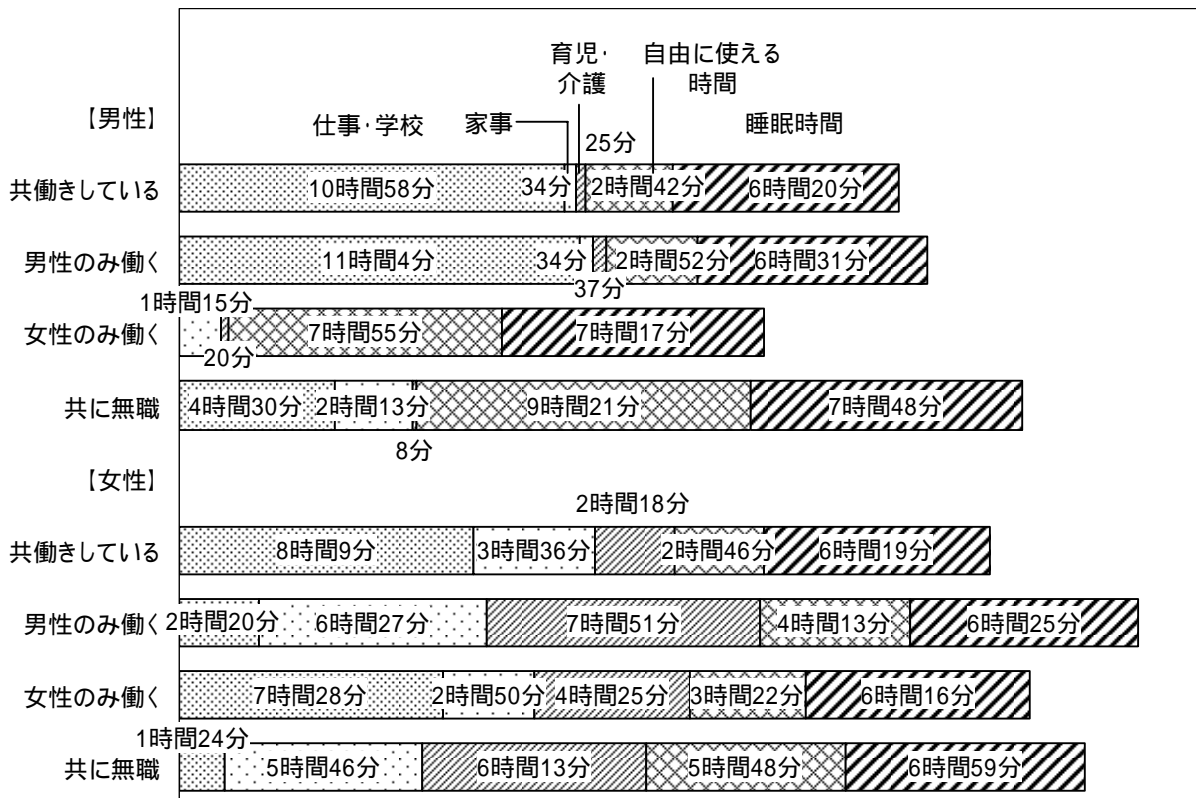 育児・
介護
自由に使える
時間
【男性】
仕事・学校
家事
睡眠時間
25分
共働きしている
10時間58分
34分
2時間42分
6時間20分
男性のみ働く
11時間4分
34分
2時間52分
6時間31分
37分
1時間15分
女性のみ働く
7時間55分
7時間17分
20分
共に無職
4時間30分
2時間13分
9時間21分
7時間48分
8分
【女性】
2時間18分
共働きしている
8時間9分
3時間36分
2時間46分
6時間19分
男性のみ働く
2時間20分
6時間27分
7時間51分
4時間13分
6時間25分
女性のみ働く
7時間28分
2時間50分
4時間25分
3時間22分
6時間16分
1時間24分
共に無職
5時間46分
6時間13分
5時間48分
6時間59分